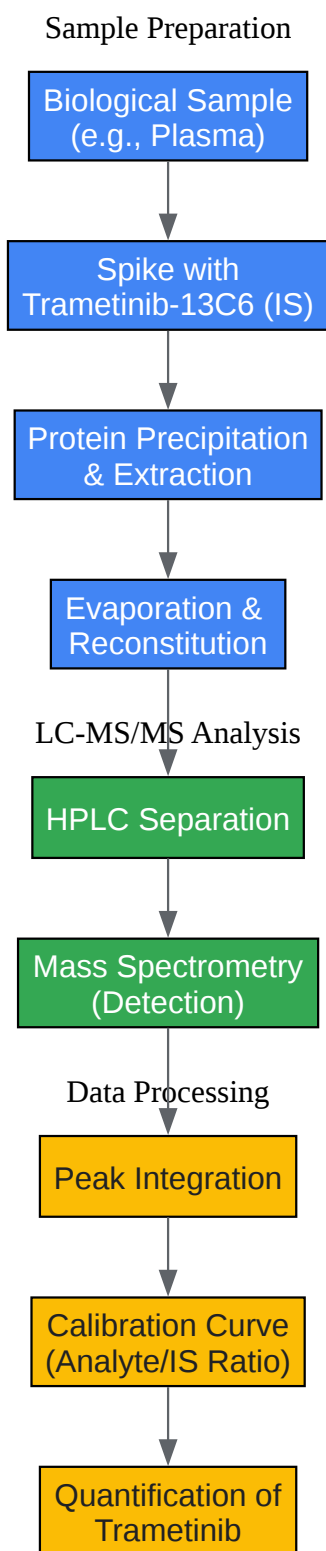 Sample Preparation
Biological Sample
(e.g., Plasma)
Spike with
Trametinib-13C6 (IS)
Protein Precipitation
& Extraction
Evaporation &
Reconstitution
LC-MS/MS Analysis
HPLC Separation
Mass Spectrometry
(Detection)
Data Processing
Peak Integration
Calibration Curve
(Analyte/IS Ratio)
Quantification of
Trametinib